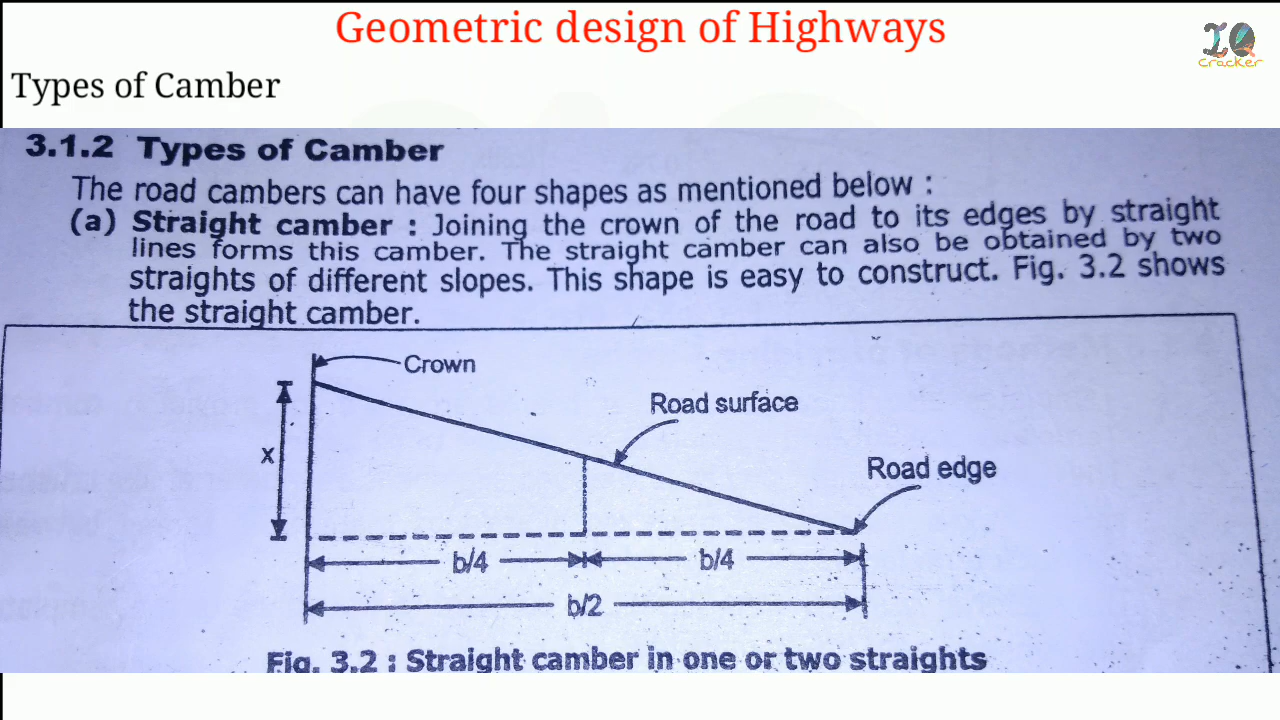 Geometric design of Highways
IQ
cracker
Types of Camber
3.1.2 Types of Camber
The road cambers can have four shapes as mentioned below :
(a) Straight camber : Joining the crown of the road to its edges by straight
lines forms this camber. The straight camber can also be obtained by two
straights of different slopes. This shape is easy to construct. Fig. 3.2 shows
the straight camber.
Crown
Road surface
x
Road edge
b/4
b/4
b/2
Fig. 3.2 : Straight camber in one or two straights